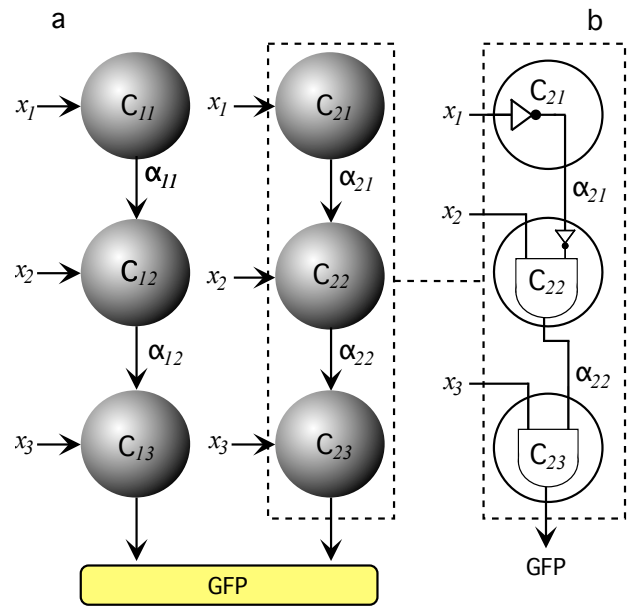 a
b
x1 C11 x1 C21
α11 α21
x2 C12 x2 C22
α12 α22
x3 C13 x3 C23
GFP
x1 C21
α21
x2 C22
α22
x3 C23
GFP